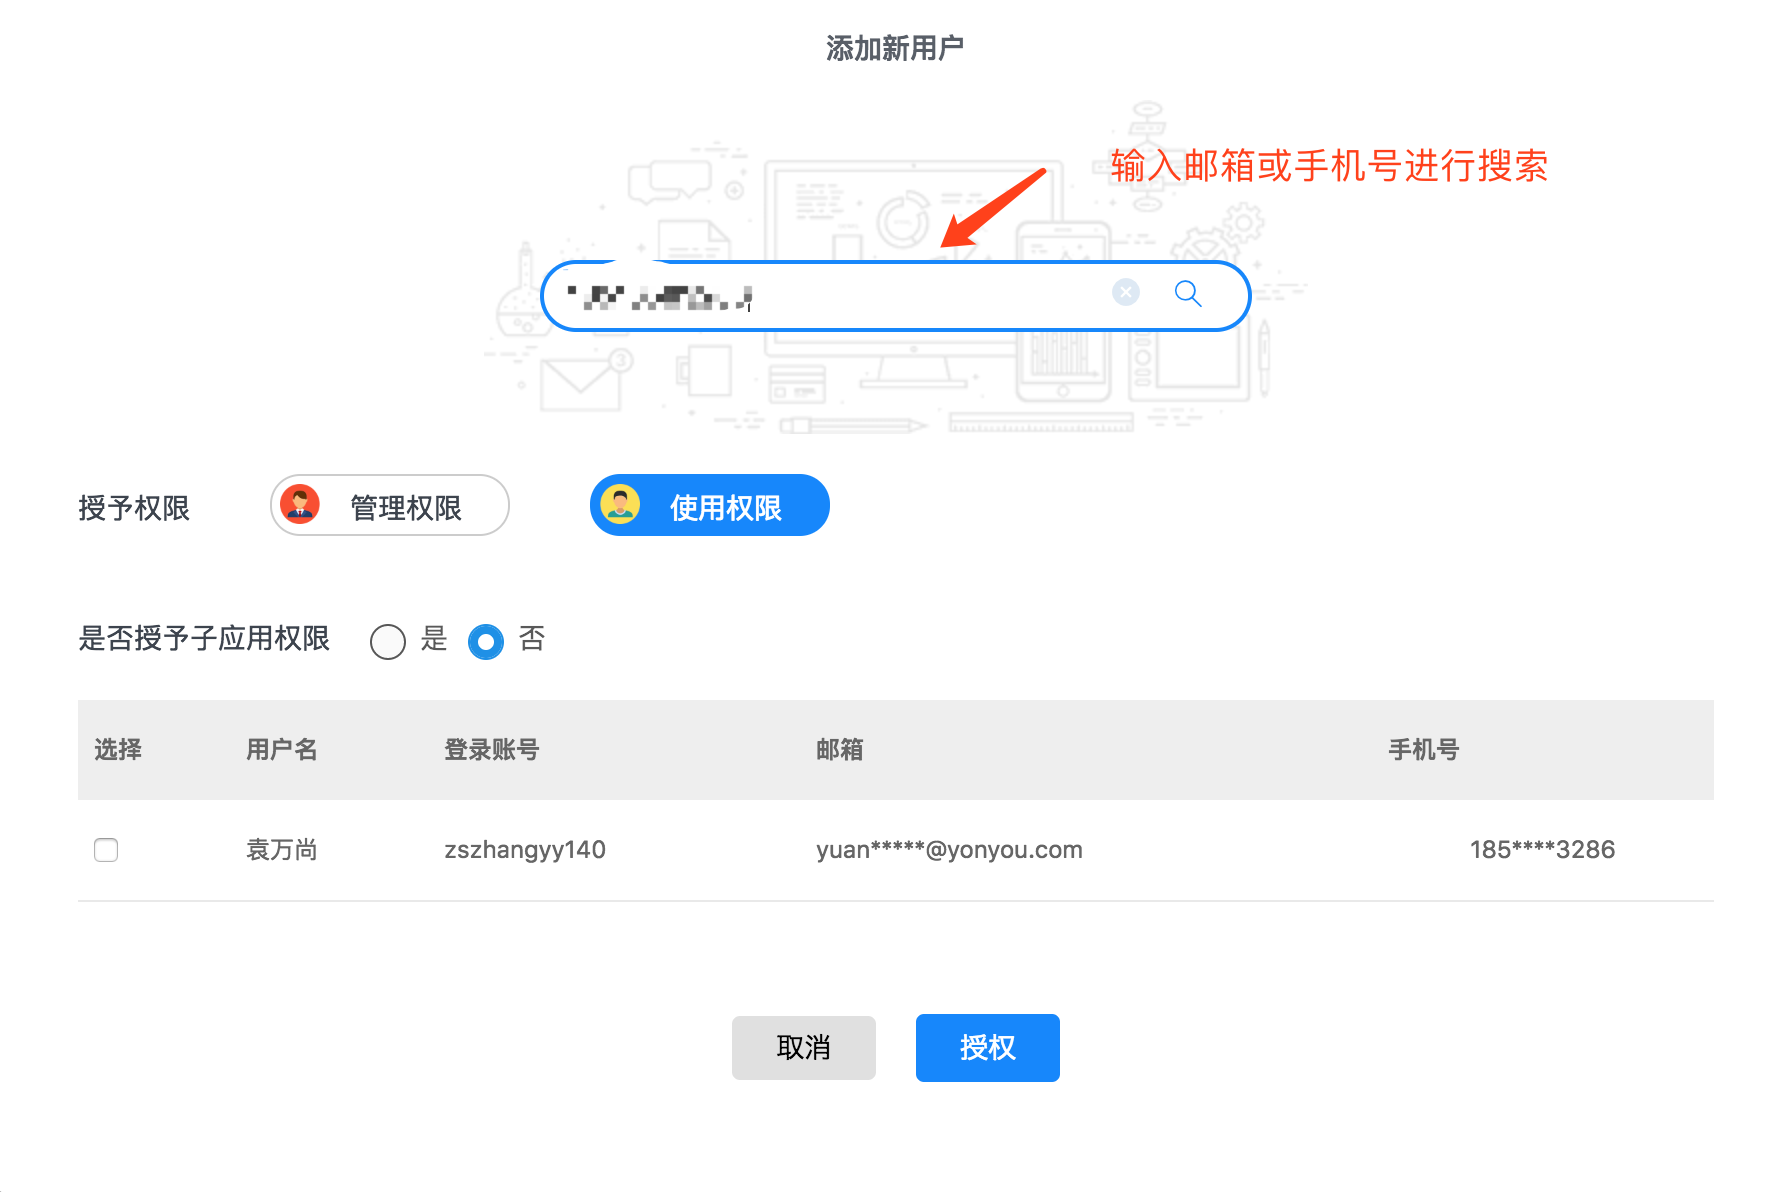 添加新用户
输入邮箱或手机号进行搜索
3
授予权限 管理权限 使用权限
是否授予子应用权限 是 否
选择 用户名 登录账号 邮箱 手机号
袁万尚 zszhangyy140 yuan*****@yonyou.com 185****3286
取消 授权